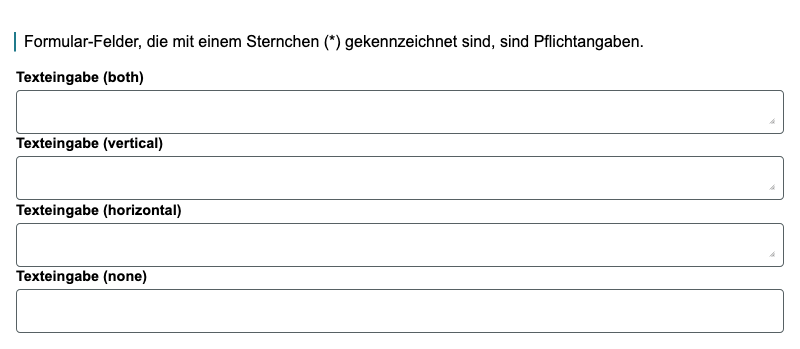 Formular-Felder, die mit einem Sternchen (*) gekennzeichnet sind, sind Pflichtangaben.
Texteingabe (both)
Texteingabe (vertical)
Texteingabe (horizontal)
Texteingabe (none)